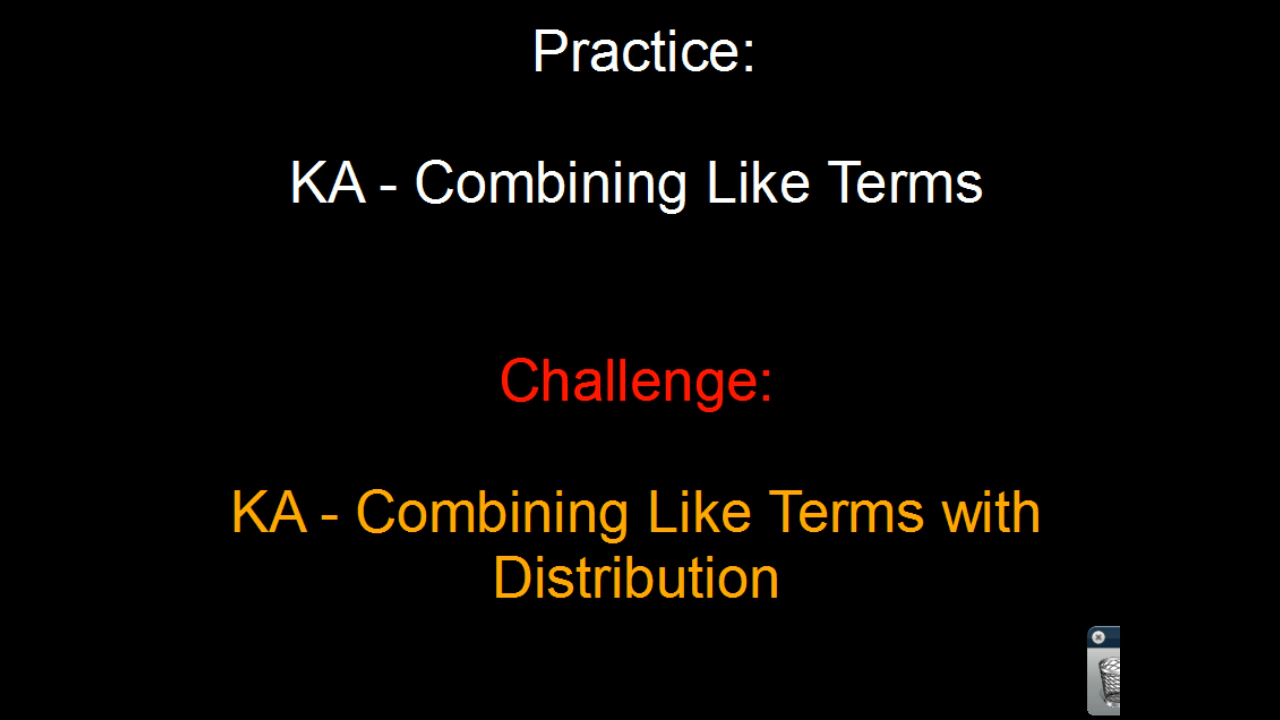 Practice:
KA - Combining Like Terms
Challenge:
KA - Combining Like Terms with
Distribution